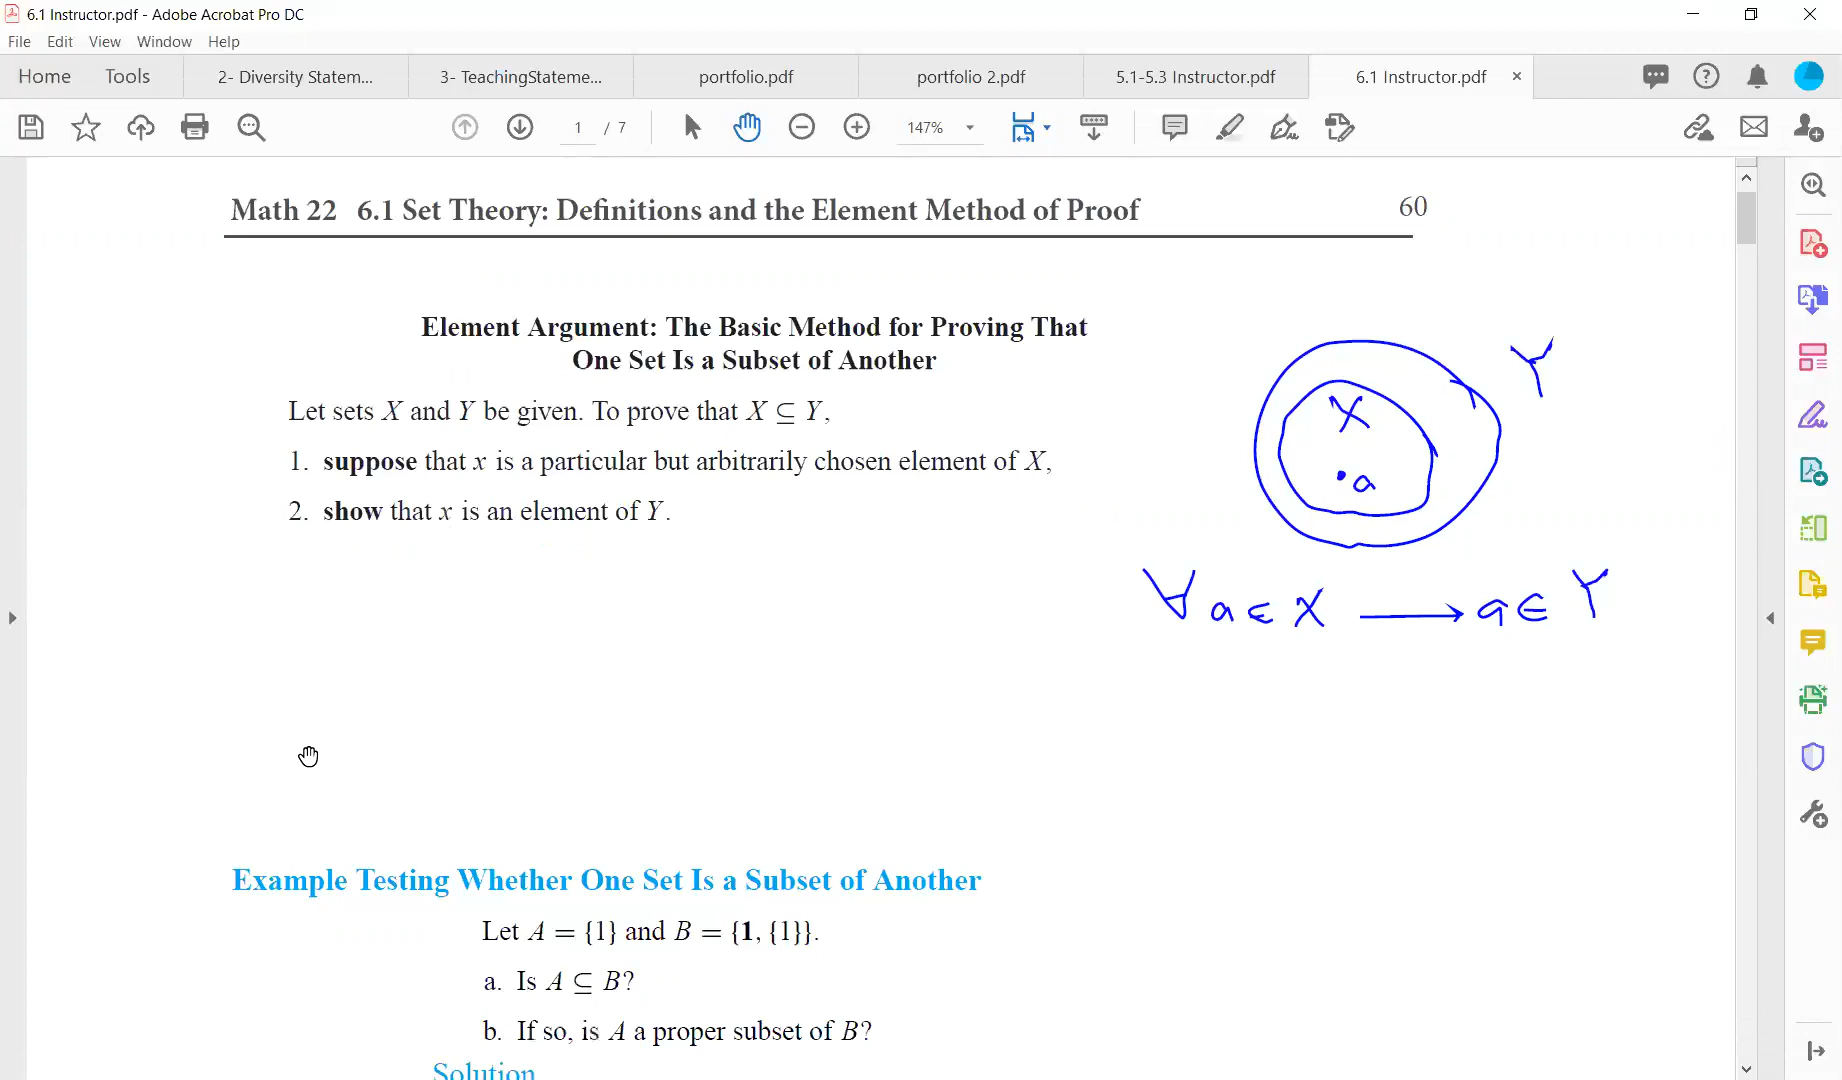 6.1 Instructor.pdf - Adobe Acrobat Pro DC
File Edit View Window Help
Home Tools 2- Diversity Statem... 3- TeachingStateme... portfolio.pdf portfolio 2.pdf 5.1-5.3 Instructor.pdf 6.1 Instructor.pdf
1 / 7 147%
Math 22 6.1 Set Theory: Definitions and the Element Method of Proof 60
Element Argument: The Basic Method for Proving That
One Set Is a Subset of Another
Let sets X and Y be given. To prove that X ⊆ Y,
1. suppose that x is a particular but arbitrarily chosen element of X,
2. show that x is an element of Y.
Y
X
a
∀ a ∈ X → a ∈ Y
Example Testing Whether One Set Is a Subset of Another
Let A = {1} and B = {1, {1}}.
a. Is A ⊆ B?
b. If so, is A a proper subset of B?
Solution